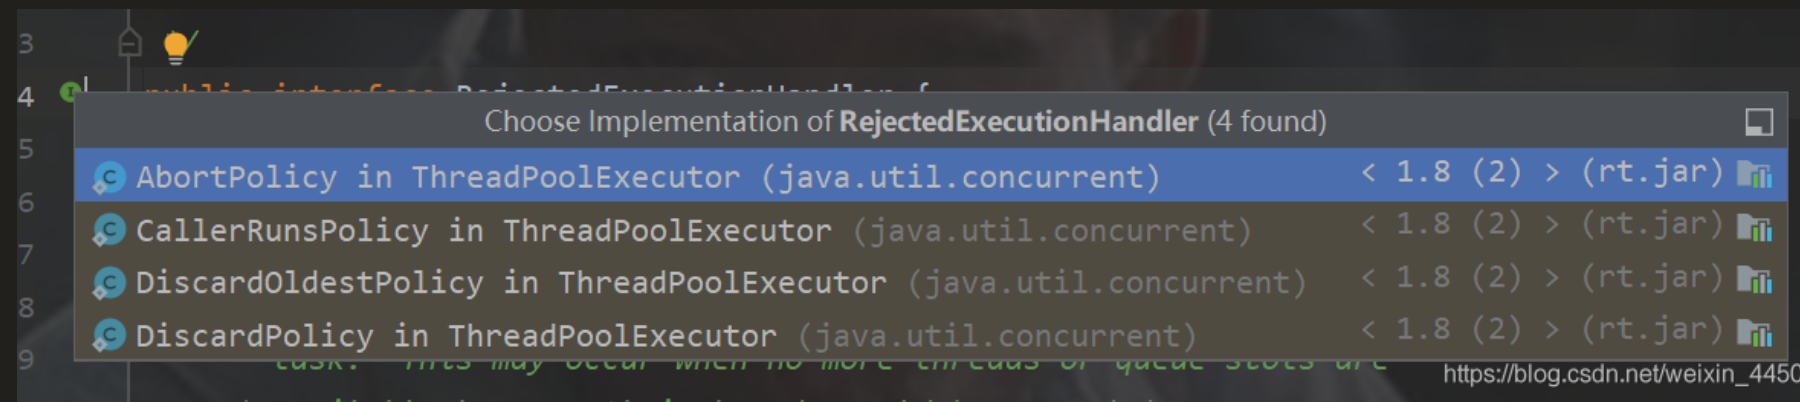 3
4 public interface RejectedExecutionHandler {
Choose Implementation of RejectedExecutionHandler (4 found)
5
AbortPolicy in ThreadPoolExecutor (java.util.concurrent) < 1.8 (2) > (rt.jar)
6
CallerRunsPolicy in ThreadPoolExecutor (java.util.concurrent) < 1.8 (2) > (rt.jar)
7
DiscardOldestPolicy in ThreadPoolExecutor (java.util.concurrent) < 1.8 (2) > (rt.jar)
8
DiscardPolicy in ThreadPoolExecutor (java.util.concurrent) < 1.8 (2) > (rt.jar)
9 task. This may occur when no more threads or queue slots are
https://blog.csdn.net/weixin_4450